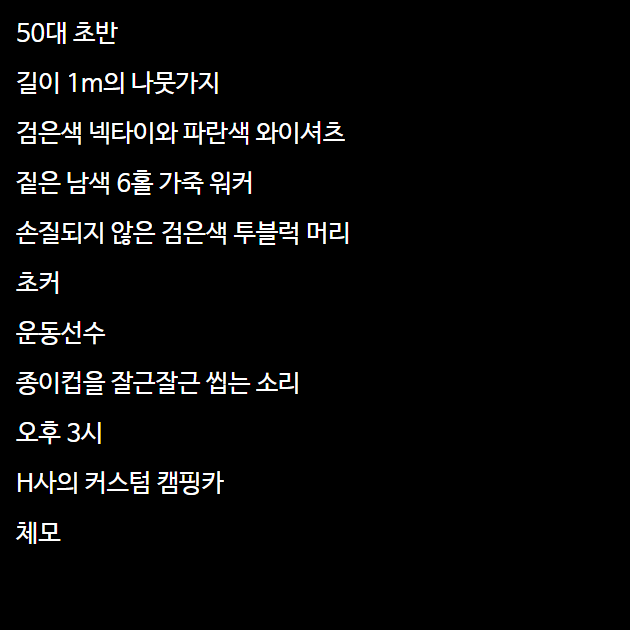 50대 초반
길이 1m의 나뭇가지
검은색 넥타이와 파란색 와이셔츠
짙은 남색 6홀 가죽 워커
손질되지 않은 검은색 투블럭 머리
초커
운동선수
종이컵을 잘근잘근 씹는 소리
오후 3시
H사의 커스텀 캠핑카
체모